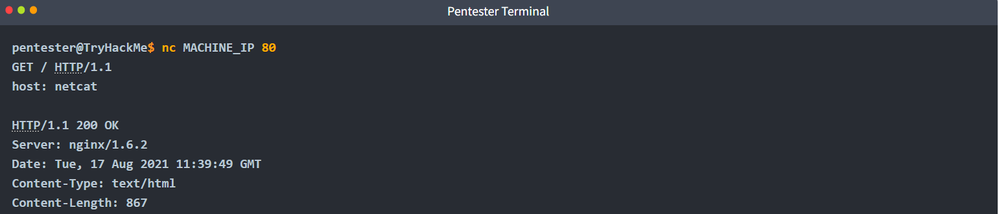 Pentester Terminal
pentester@TryHackMe$ nc MACHINE_IP 80
GET / HTTP/1.1
host: netcat
HTTP/1.1 200 OK
Server: nginx/1.6.2
Date: Tue, 17 Aug 2021 11:39:49 GMT
Content-Type: text/html
Content-Length: 867